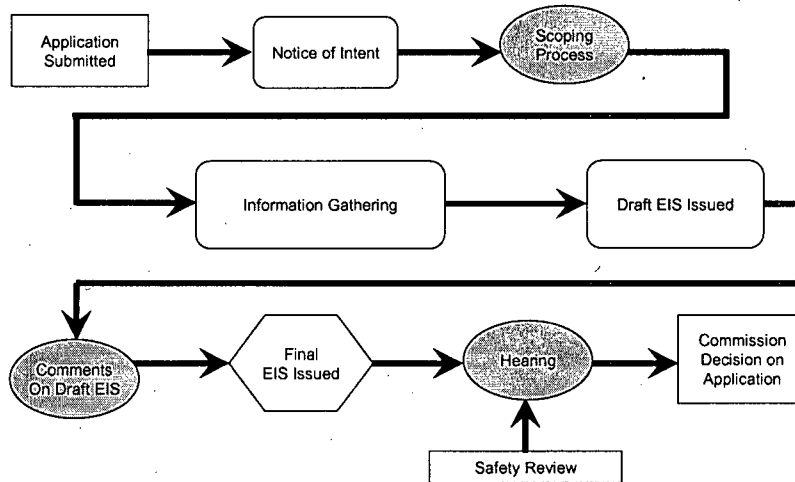 Application
Submitted
Notice of Intent
Scoping
Process
Information Gathering
Draft EIS Issued
Comments
On Draft EIS
Final
EIS Issued
Hearing
Commission
Decision on
Application
Safety Review